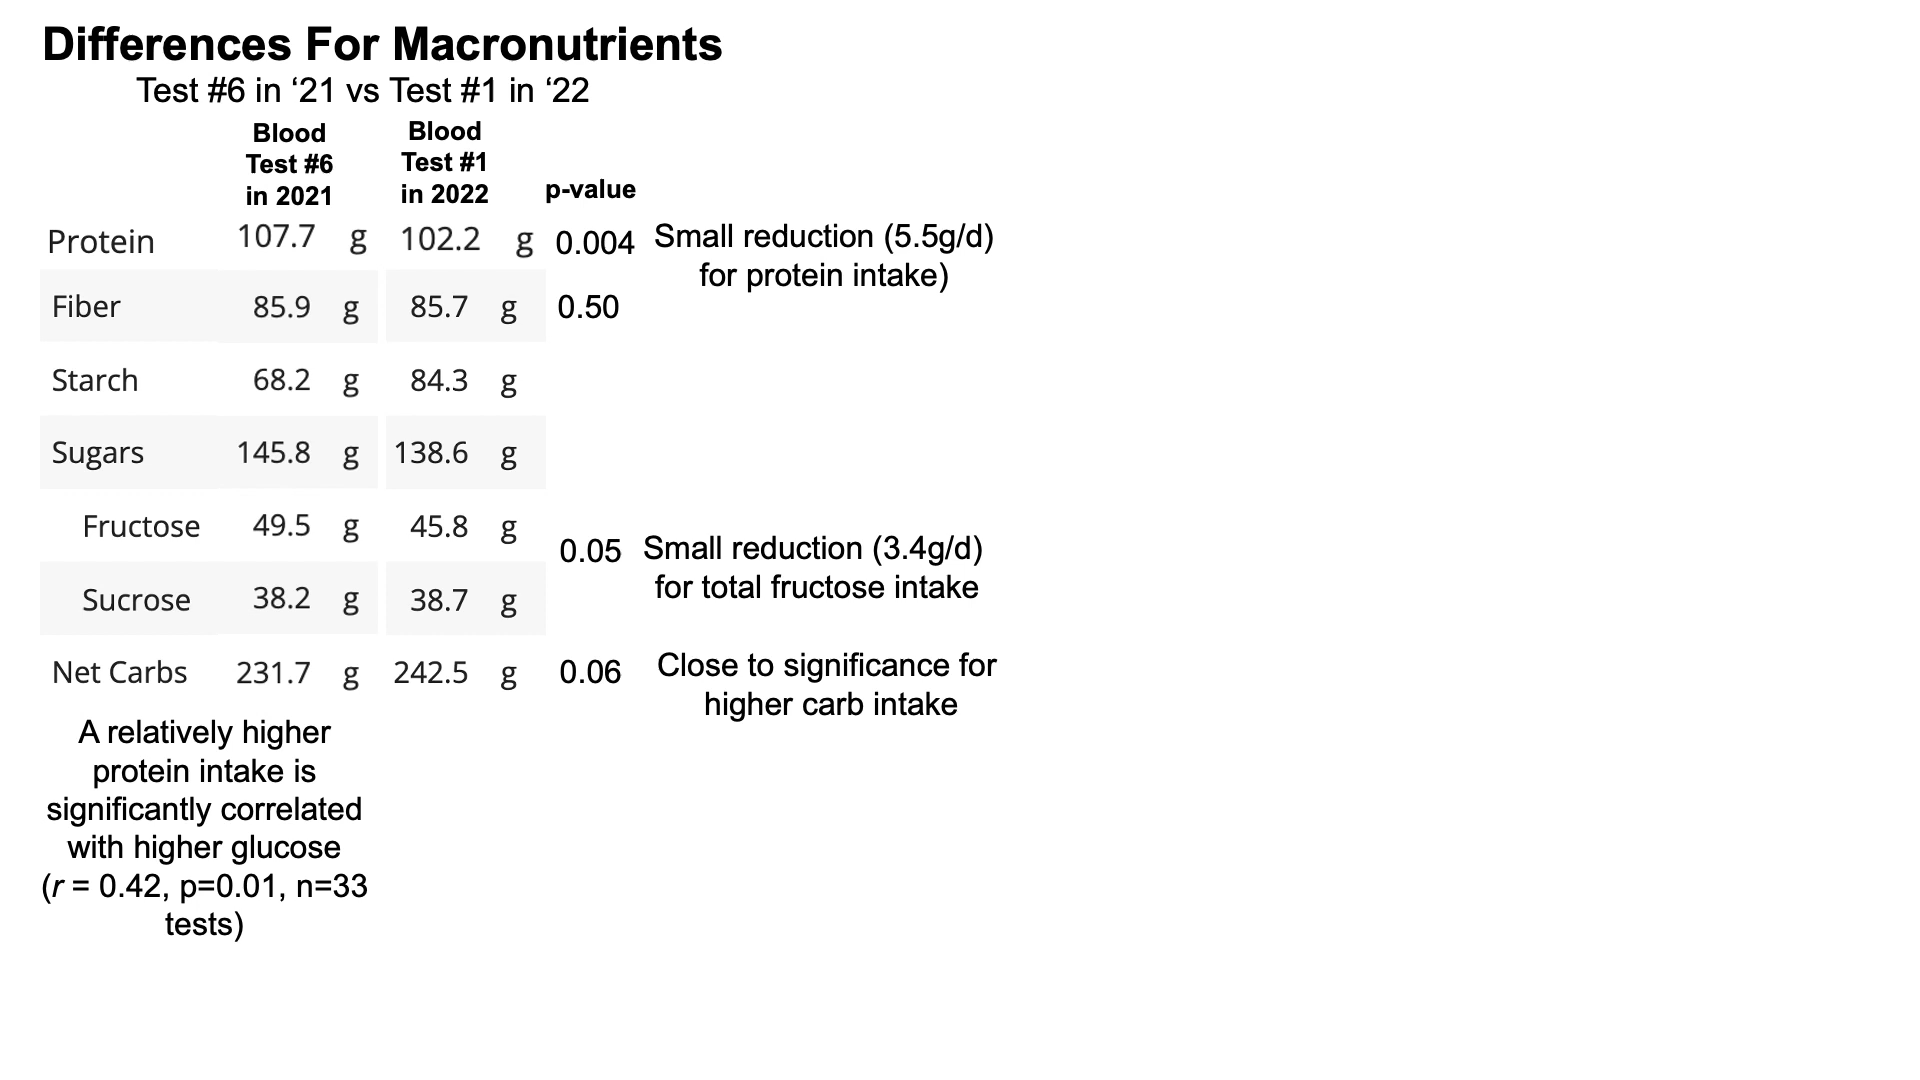 Differences For Macronutrients
Test #6 in ‘21 vs Test #1 in ‘22
Blood
Test #6
in 2021
Blood
Test #1
in 2022
p-value
Protein 107.7 g 102.2 g 0.004
Small reduction (5.5g/d)
for protein intake)
Fiber 85.9 g 85.7 g 0.50
Starch 68.2 g 84.3 g
Sugars 145.8 g 138.6 g
Fructose 49.5 g 45.8 g
0.05 Small reduction (3.4g/d)
for total fructose intake
Sucrose 38.2 g 38.7 g
Net Carbs 231.7 g 242.5 g 0.06
Close to significance for
higher carb intake
A relatively higher
protein intake is
significantly correlated
with higher glucose
(r = 0.42, p=0.01, n=33
tests)